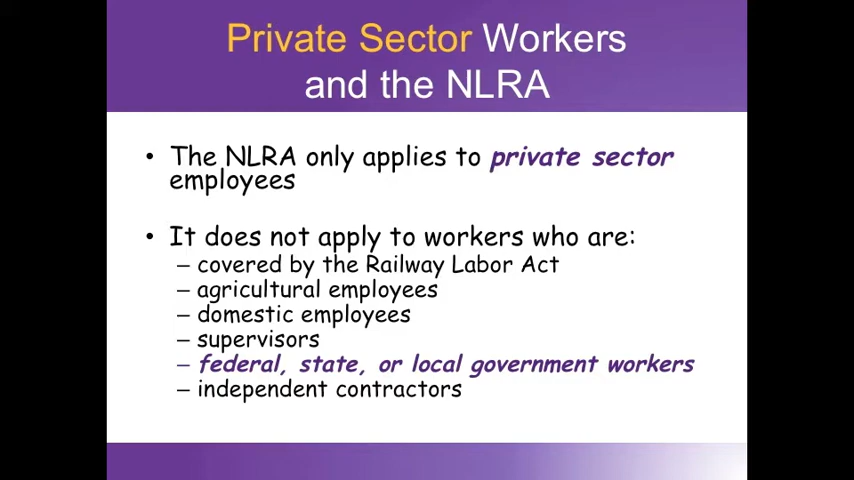 Private Sector Workers
and the NLRA
• The NLRA only applies to private sector
employees
• It does not apply to workers who are:
– covered by the Railway Labor Act
– agricultural employees
– domestic employees
– supervisors
– federal, state, or local government workers
– independent contractors